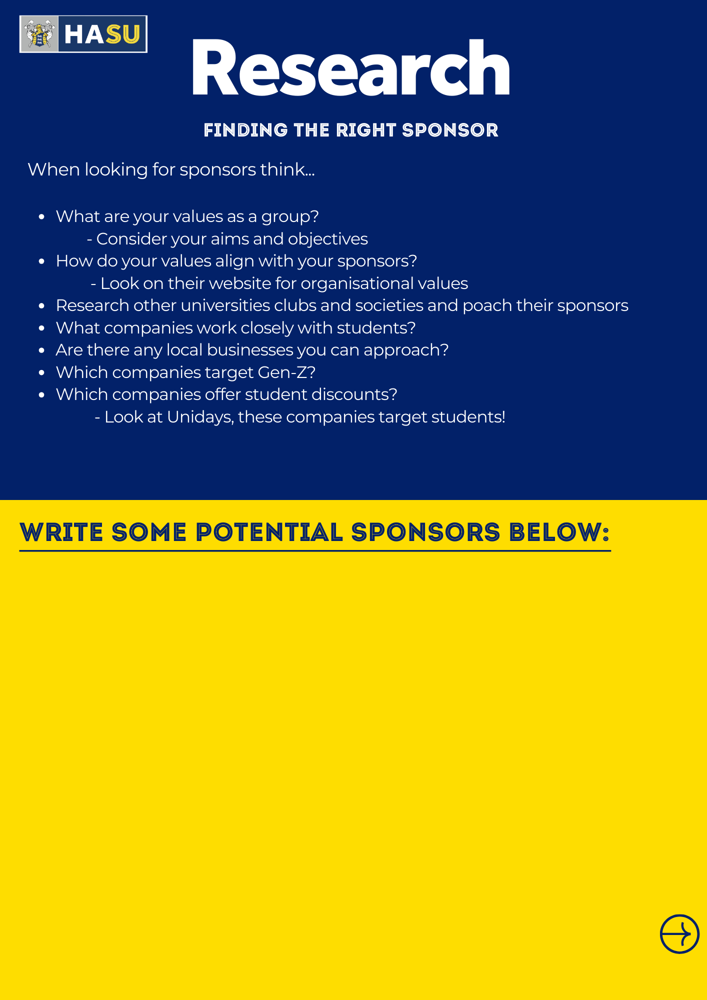 HASU
Research
FINDING THE RIGHT SPONSOR
When looking for sponsors think...
• What are your values as a group?
- Consider your aims and objectives
• How do your values align with your sponsors?
- Look on their website for organisational values
• Research other universities clubs and societies and poach their sponsors
• What companies work closely with students?
• Are there any local businesses you can approach?
• Which companies target Gen-Z?
• Which companies offer student discounts?
- Look at Unidays, these companies target students!
WRITE SOME POTENTIAL SPONSORS BELOW: